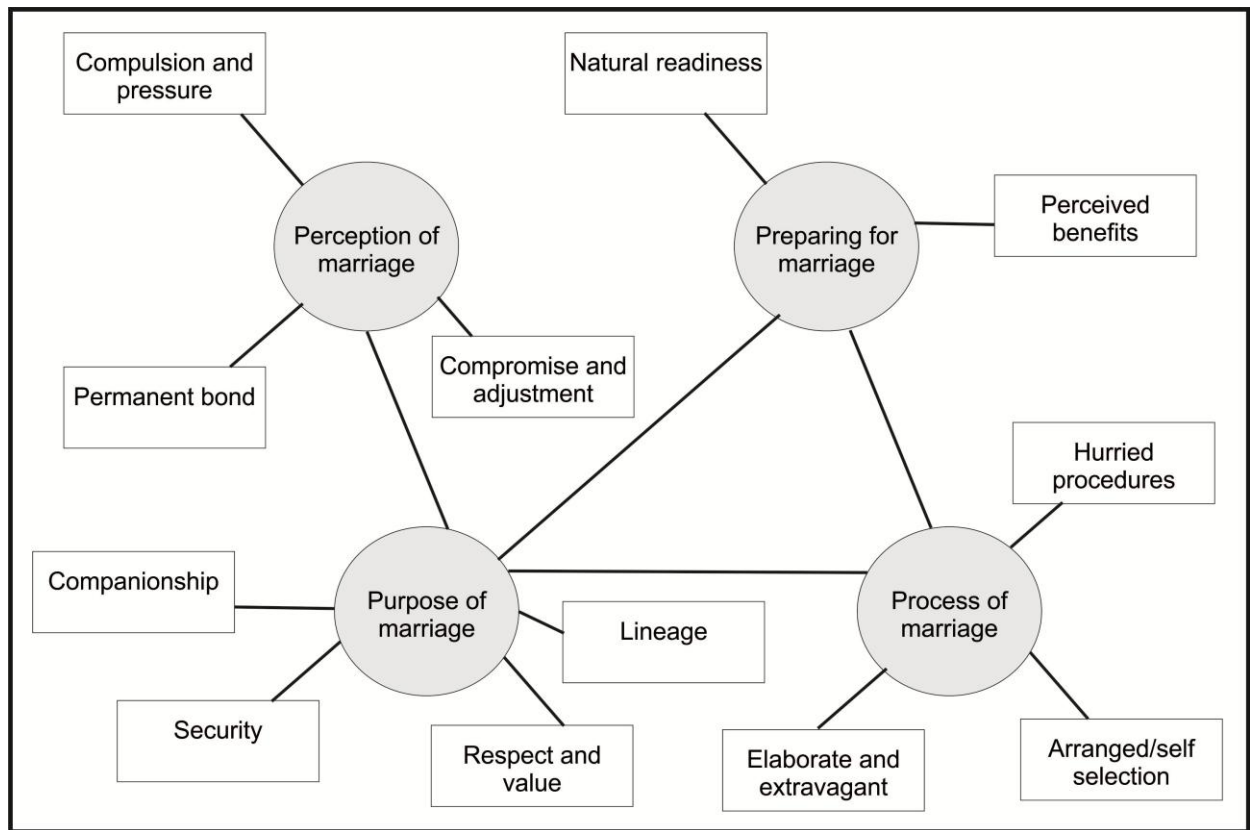 Compulsion and
pressure
Natural readiness
Perception of
marriage
Preparing for
marriage
Perceived
benefits
Permanent bond
Compromise and
adjustment
Hurried
procedures
Companionship
Purpose of
marriage
Lineage
Process of
marriage
Security
Respect and
value
Elaborate and
extravagant
Arranged/self
selection